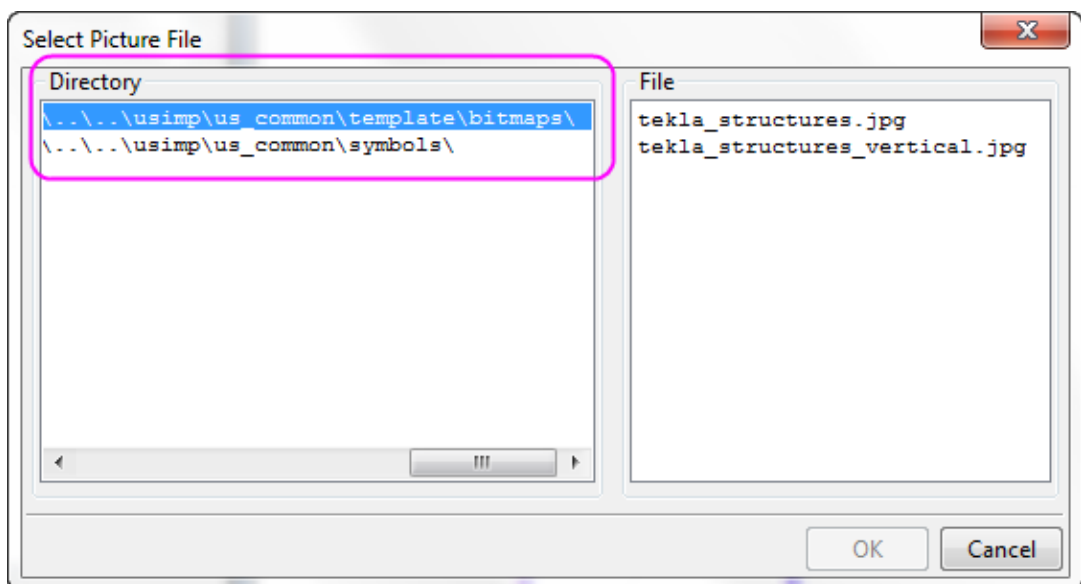 Select Picture File
Directory
\..\..\usimp\us_common\template\bitmaps\
\..\..\usimp\us_common\symbols\
File
tekla_structures.jpg
tekla_structures_vertical.jpg
OK
Cancel